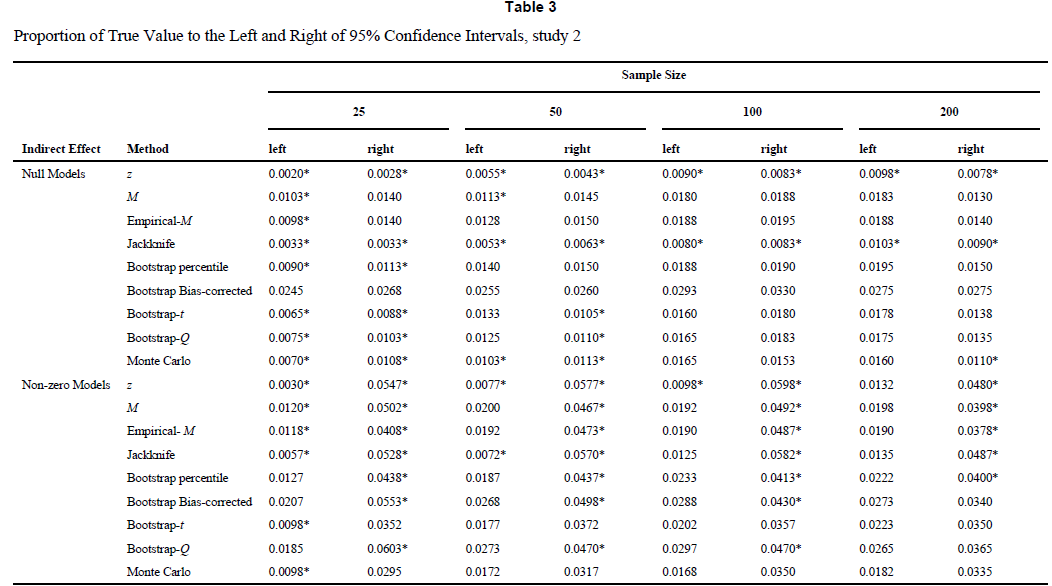 Table 3
Proportion of True Value to the Left and Right of 95% Confidence Intervals, study 2
Sample Size
25 50 100 200
Indirect Effect Method left right left right left right left right
Null Models z 0.0020* 0.0028* 0.0055* 0.0043* 0.0090* 0.0083* 0.0098* 0.0078*
M 0.0103* 0.0140 0.0113* 0.0145 0.0180 0.0188 0.0183 0.0130
Empirical-M 0.0098* 0.0140 0.0128 0.0150 0.0188 0.0195 0.0188 0.0140
Jackknife 0.0033* 0.0033* 0.0053* 0.0063* 0.0080* 0.0083* 0.0103* 0.0090*
Bootstrap percentile 0.0090* 0.0113* 0.0140 0.0150 0.0188 0.0190 0.0195 0.0150
Bootstrap Bias-corrected 0.0245 0.0268 0.0255 0.0260 0.0293 0.0330 0.0275 0.0275
Bootstrap-t 0.0065* 0.0088* 0.0133 0.0105* 0.0160 0.0180 0.0178 0.0138
Bootstrap-Q 0.0075* 0.0103* 0.0125 0.0110* 0.0165 0.0183 0.0175 0.0135
Monte Carlo 0.0070* 0.0108* 0.0103* 0.0113* 0.0165 0.0153 0.0160 0.0110*
Non-zero Models z 0.0030* 0.0547* 0.0077* 0.0577* 0.0098* 0.0598* 0.0132 0.0480*
M 0.0120* 0.0502* 0.0200 0.0467* 0.0192 0.0492* 0.0198 0.0398*
Empirical- M 0.0118* 0.0408* 0.0192 0.0473* 0.0190 0.0487* 0.0190 0.0378*
Jackknife 0.0057* 0.0528* 0.0072* 0.0570* 0.0125 0.0582* 0.0135 0.0487*
Bootstrap percentile 0.0127 0.0438* 0.0187 0.0437* 0.0233 0.0413* 0.0222 0.0400*
Bootstrap Bias-corrected 0.0207 0.0553* 0.0268 0.0498* 0.0288 0.0430* 0.0273 0.0340
Bootstrap-t 0.0098* 0.0352 0.0177 0.0372 0.0202 0.0357 0.0223 0.0350
Bootstrap-Q 0.0185 0.0603* 0.0273 0.0470* 0.0297 0.0470* 0.0265 0.0365
Monte Carlo 0.0098* 0.0295 0.0172 0.0317 0.0168 0.0350 0.0182 0.0335